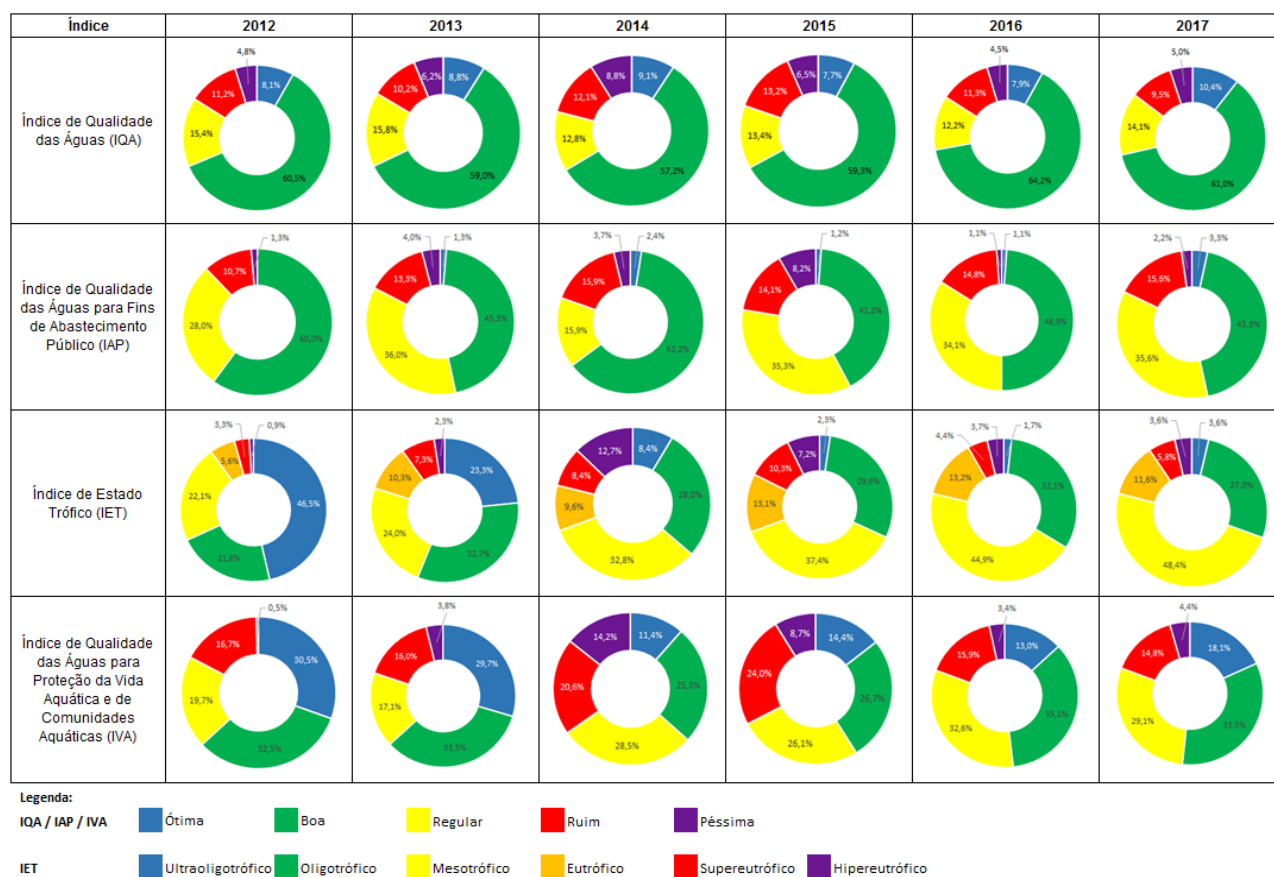 Índice 2012 2013 2014 2015 2016 2017
Índice de Qualidade
das Águas (IQA)
4,8% 8,1% 11,2% 15,4% 60,5%
6,2% 8,8% 10,2% 15,8% 59,0%
8,8% 9,1% 12,1% 12,8% 57,2%
6,5% 7,7% 13,2% 13,4% 59,3%
4,5% 7,9% 11,3% 12,2% 64,2%
5,0% 10,4% 9,5% 14,1% 61,0%
Índice de Qualidade
das Águas para Fins
de Abastecimento
Público (IAP)
1,3% 10,7% 28,0% 60,0%
4,0% 1,3% 13,3% 45,3% 36,0%
3,7% 2,4% 15,9% 15,9% 62,2%
1,2% 8,2% 14,1% 41,2% 35,3%
1,1% 1,1% 14,8% 48,9% 34,1%
2,2% 3,3% 15,6% 43,3% 35,6%
Índice de Estado
Trófico (IET)
3,3% 0,9% 5,6% 22,1% 46,5% 21,6%
2,3% 7,3% 23,3% 10,3% 24,0% 32,7%
12,7% 8,4% 8,4% 28,0% 9,6% 32,8%
2,3% 7,2% 10,3% 29,6% 13,1% 37,4%
3,7% 1,7% 4,4% 13,2% 32,1% 44,9%
3,6% 3,6% 5,8% 11,6% 27,0% 48,4%
Índice de Qualidade
das Águas para
Proteção da Vida
Aquática e de
Comunidades
Aquáticas (IVA)
0,5% 16,7% 30,5% 19,7% 32,5%
3,8% 16,0% 29,7% 17,1% 33,5%
14,2% 11,4% 20,6% 25,3% 28,5%
8,7% 14,4% 24,0% 26,7% 26,1%
3,4% 13,0% 15,9% 35,1% 32,6%
4,4% 18,1% 14,8% 29,1% 33,5%
Legenda:
IQA / IAP / IVA Ótima Boa Regular Ruim Péssima
IET Ultraoligotrófico Oligotrófico Mesotrófico Eutrófico Supereutrófico Hipereutrófico